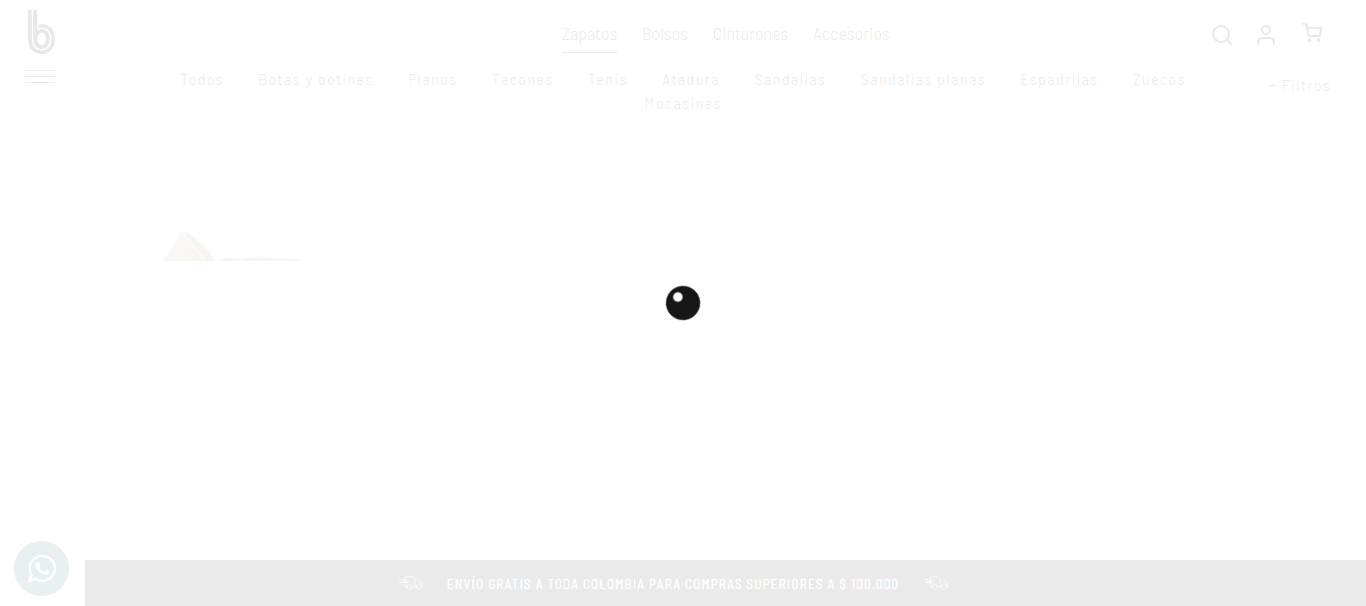 b
Zapatos Bolsos Cinturones Accesorios
Todos Botas y botines Planos Tacones Tenis Atadura Sandalias Sandalias planas Espadrilas Zuecos
+ Filtros
Mocasines
ENVÍO GRATIS A TODA COLOMBIA PARA COMPRAS SUPERIORES A $ 100.000